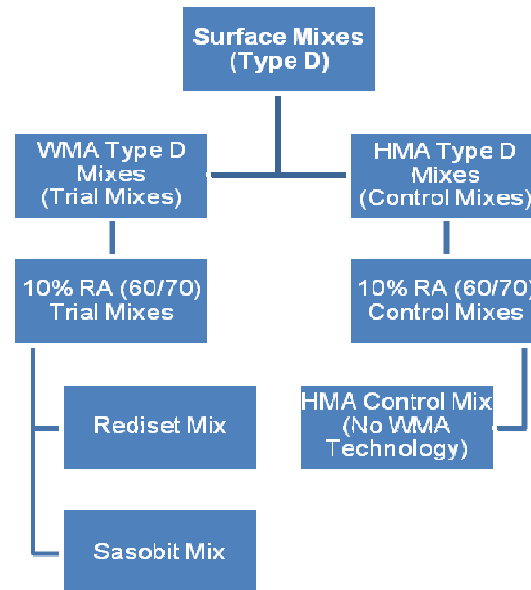 Surface Mixes
(Type D)
WMA Type D
Mixes
(Trial Mixes)
HMA Type D
Mixes
(Control Mixes)
10% RA (60/70)
Trial Mixes
10% RA (60/70)
Control Mixes
Rediset Mix
HMA Control Mix
(No WMA
Technology)
Sasobit Mix